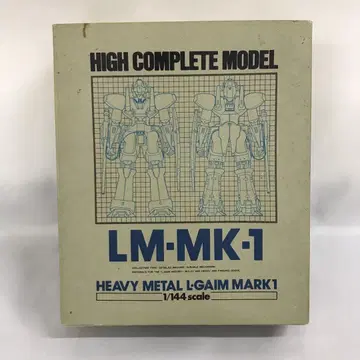 HIGH COMPLETE MODEL
LM-MK-1
HEAVY METAL L-GAIM MARK1
1/144 scale